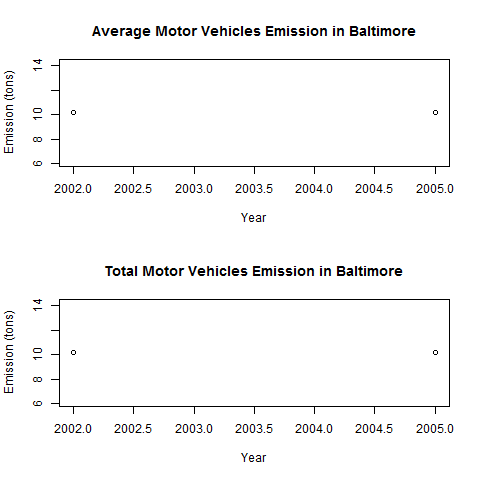 Average Motor Vehicles Emission in Baltimore
Emission (tons)
14
10
8
6
2002.0 2002.5 2003.0 2003.5 2004.0 2004.5 2005.0
Year
Total Motor Vehicles Emission in Baltimore
Emission (tons)
14
10
8
6
2002.0 2002.5 2003.0 2003.5 2004.0 2004.5 2005.0
Year